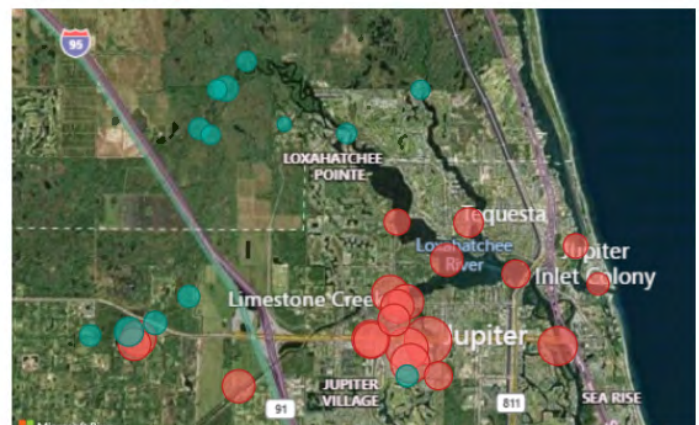 95
LOXAHATCHEE
POINTE
Tequesta
Loxahatchee
River
Jupiter
Inlet Colony
Limestone Creek
Jupiter
JUPITER
VILLAGE
91
811
SEA RISE